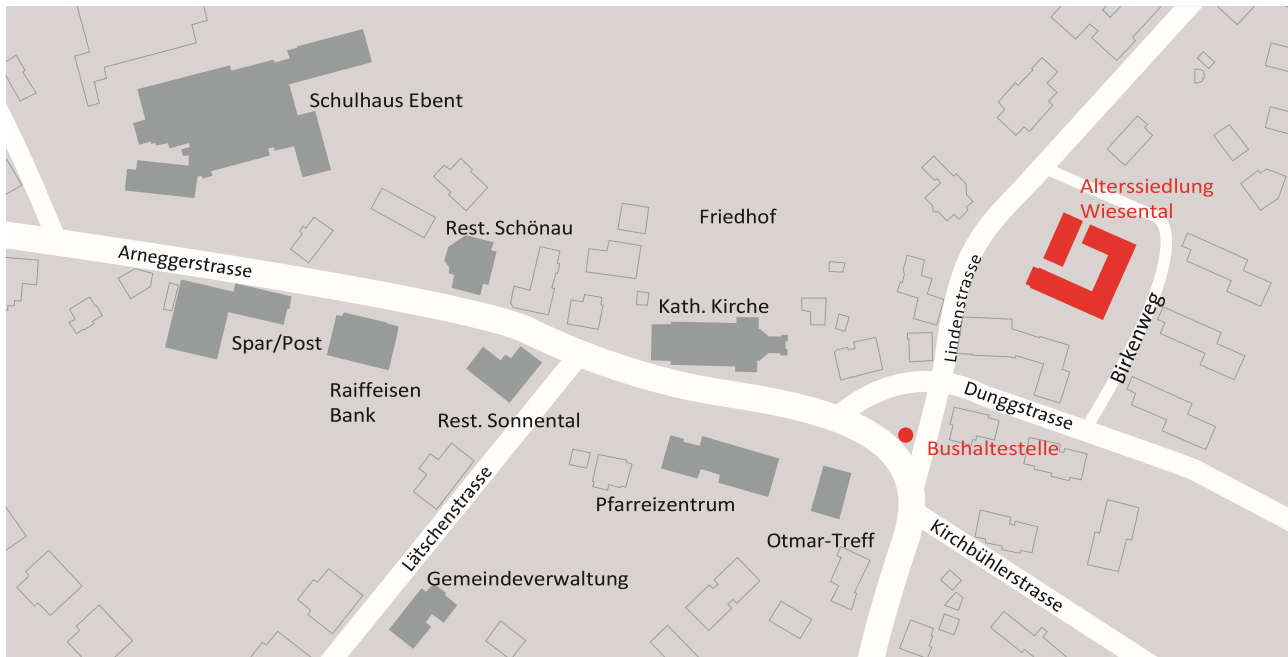 Schulhaus Ebent
Alterssiedlung
Wiesental
Friedhof
Rest. Schönau
Arneggerstrasse
Lindenstrasse
Kath. Kirche
Birkenweg
Spar/Post
Raiffeisen
Bank
Rest. Sonnental
Dunggstrasse
Bushaltestelle
Pfarreizentrum
Lätschenstrasse
Otmar-Treff
Kirchbühlerstrasse
Gemeindeverwaltung